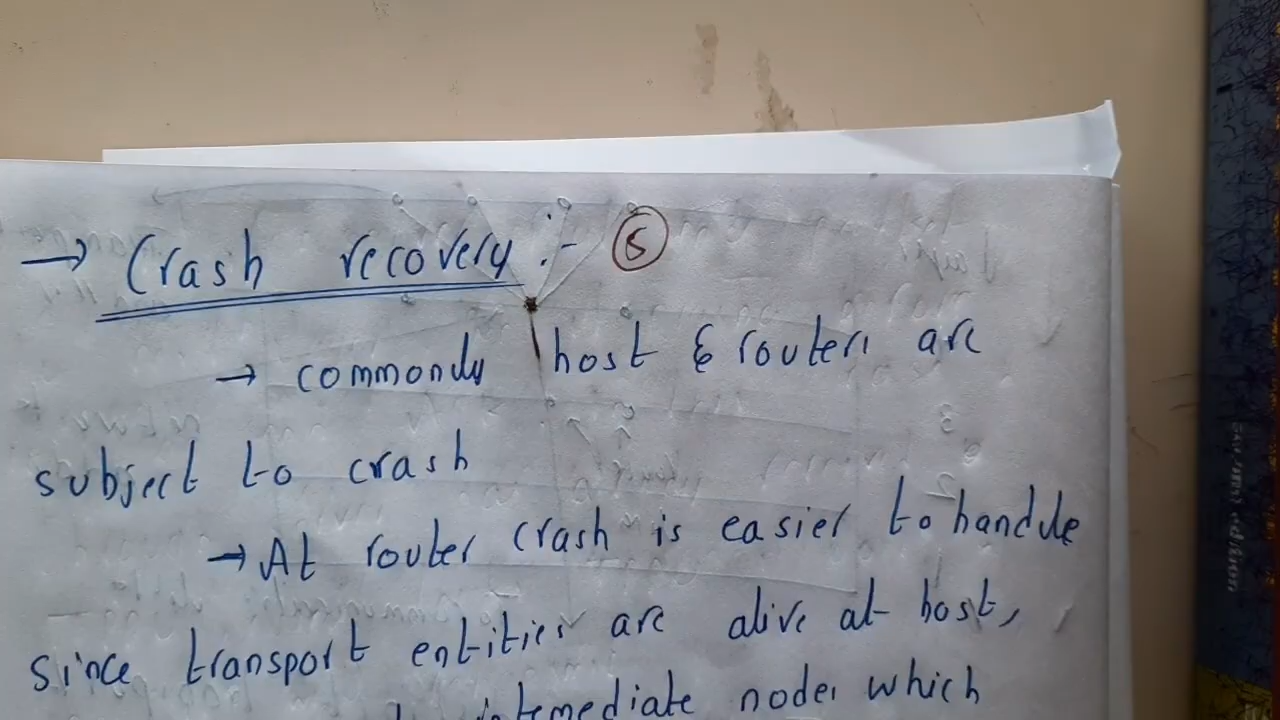 → Crash recovery :- 5
→ commonly host & routers are
subject to crash
→ At router crash is easier to handle
since transport entities are alive at host,
intemediate nodes which